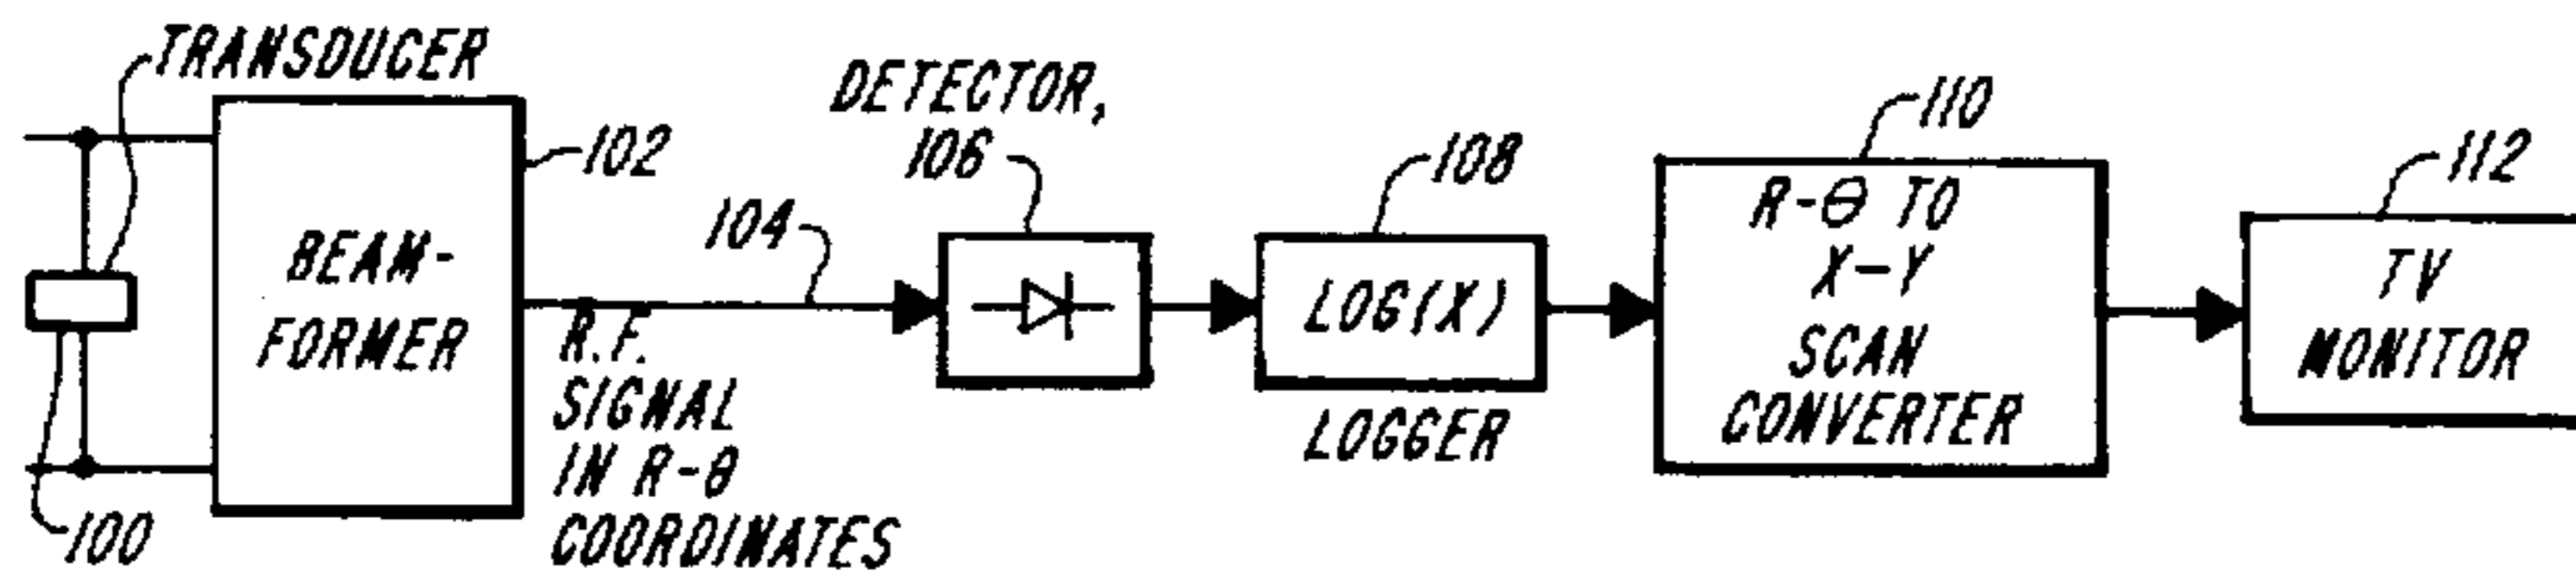 TRANSDUCER
100
BEAM-
FORMER
102
104
R.F.
SIGNAL
IN R-θ
COORDINATES
DETECTOR,
106
108
LOG(X)
LOGGER
110
R-θ TO
X-Y
SCAN
CONVERTER
112
TV
MONITOR